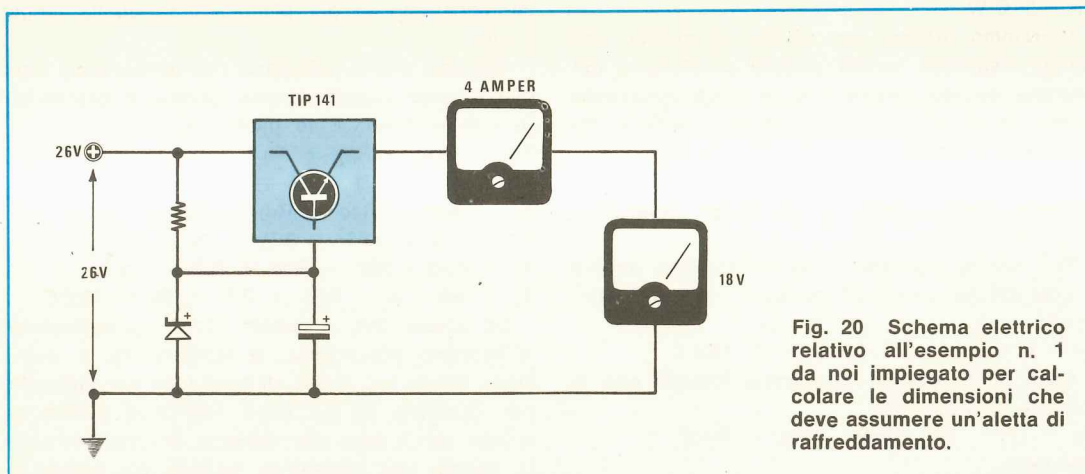 TIP 141
4 AMPER
26V
26V
18V
+
+
Fig. 20 Schema elettrico
relativo all'esempio n. 1
da noi impiegato per cal-
colare le dimensioni che
deve assumere un'aletta di
raffreddamento.